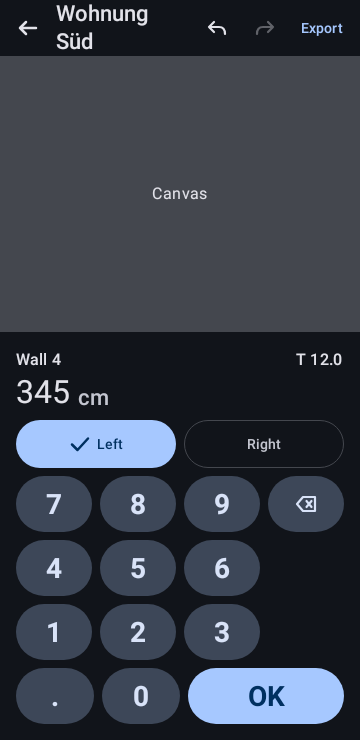 Wohnung
Süd
Export
Canvas
Wall 4
T 12.0
345 cm
Left
Right
7 8 9
4 5 6
1 2 3
. 0 OK